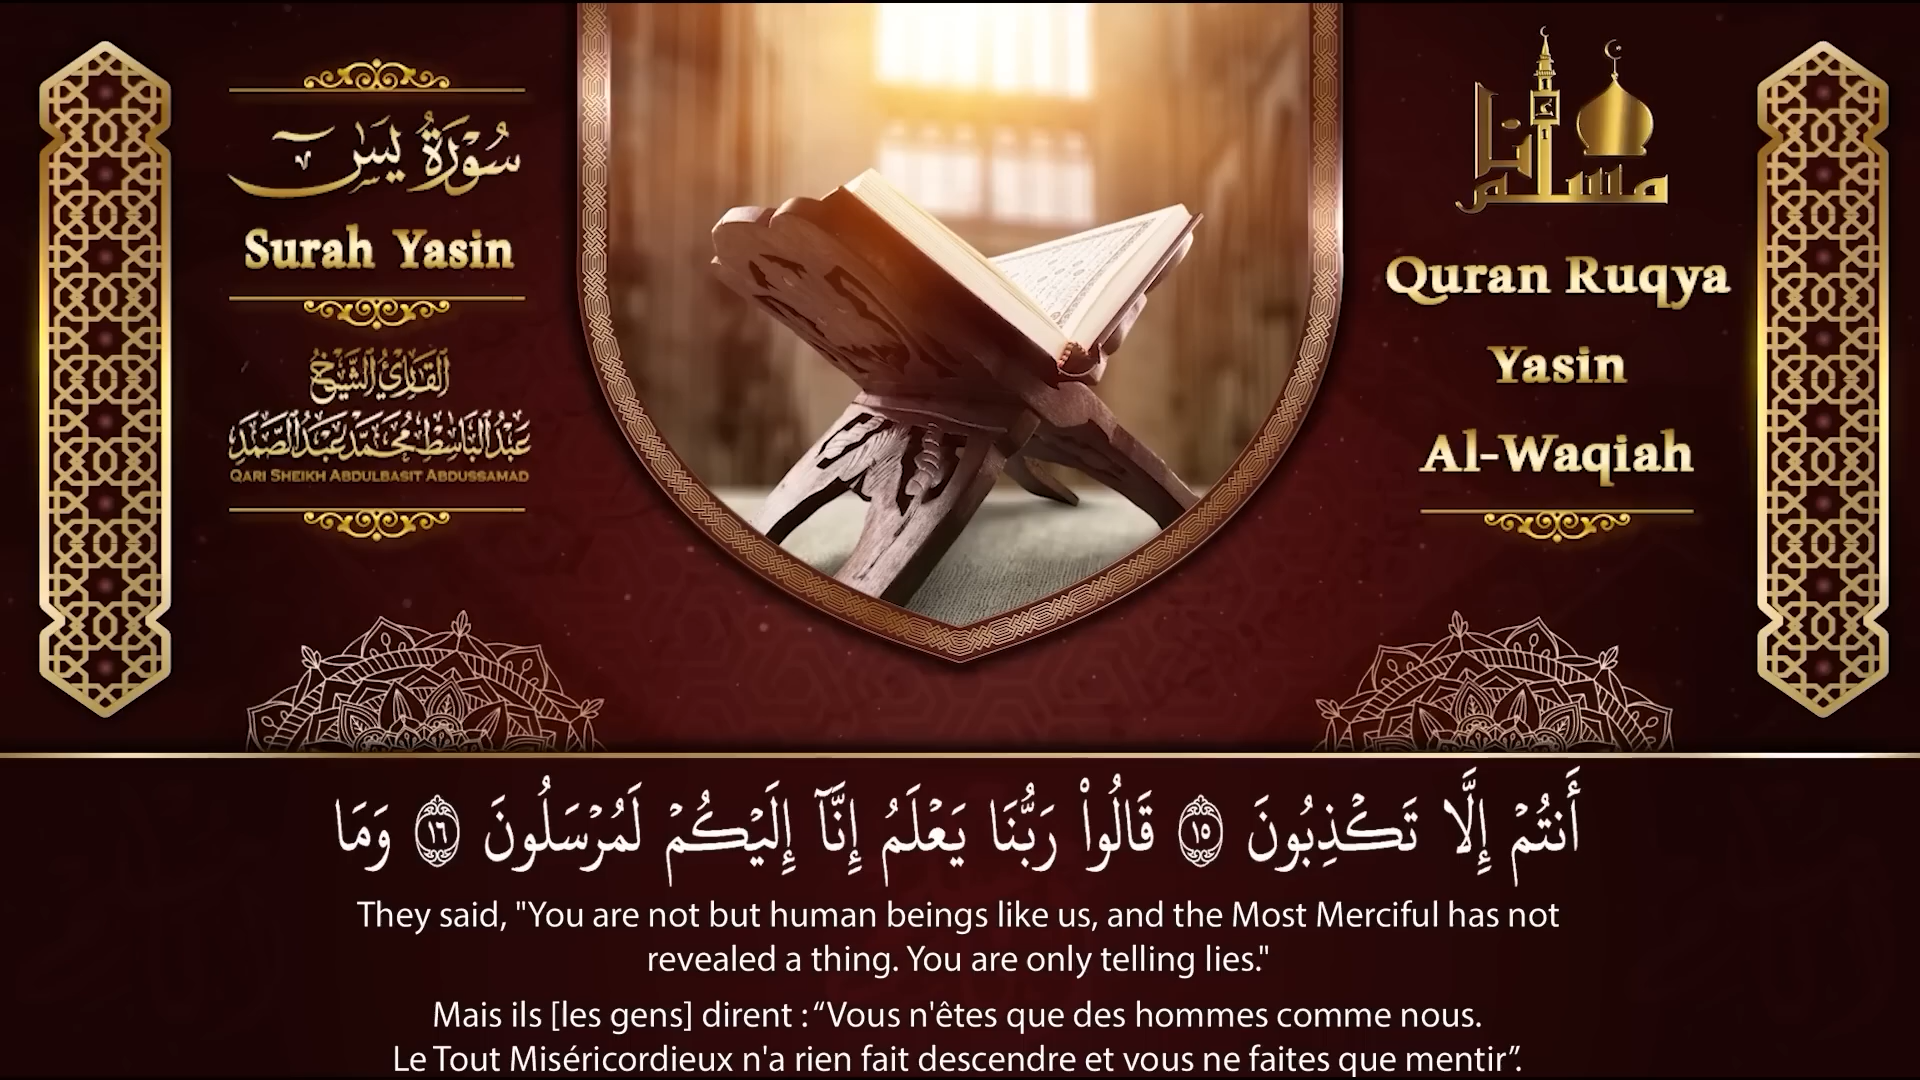 سُورَةُ يسٓ
Surah Yasin
القارئ الشيخ
عبد الباسط محمد عبد الصمد
QARI SHEIKH ABDULBASIT ABDUSSAMAD
أنا مسلم
Quran Ruqya
Yasin
Al-Waqiah
أَنتُمْ إِلَّا تَكْذِبُونَ ١٥ قَالُوا۟ رَبُّنَا يَعْلَمُ إِنَّآ إِلَيْكُمْ لَمُرْسَلُونَ ١٦ وَمَا
They said, "You are not but human beings like us, and the Most Merciful has not
revealed a thing. You are only telling lies."
Mais ils [les gens] dirent : “Vous n'êtes que des hommes comme nous.
Le Tout Miséricordieux n'a rien fait descendre et vous ne faites que mentir”.